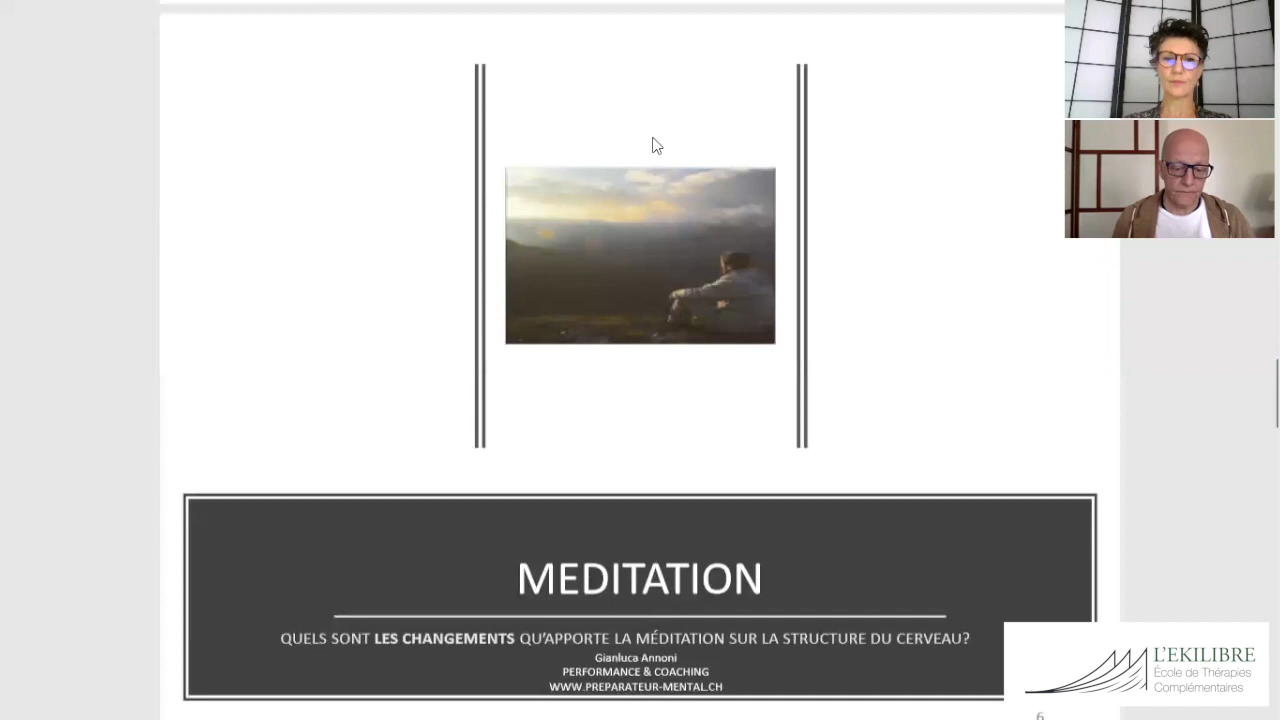 MEDITATION
QUELS SONT LES CHANGEMENTS QU'APPORTE LA MÉDITATION SUR LA STRUCTURE DU CERVEAU?
Gianluca Annoni
PERFORMANCE & COACHING
WWW.PREPARATEUR-MENTAL.CH
L'EKILIBRE
École de Thérapies
Complémentaires
6